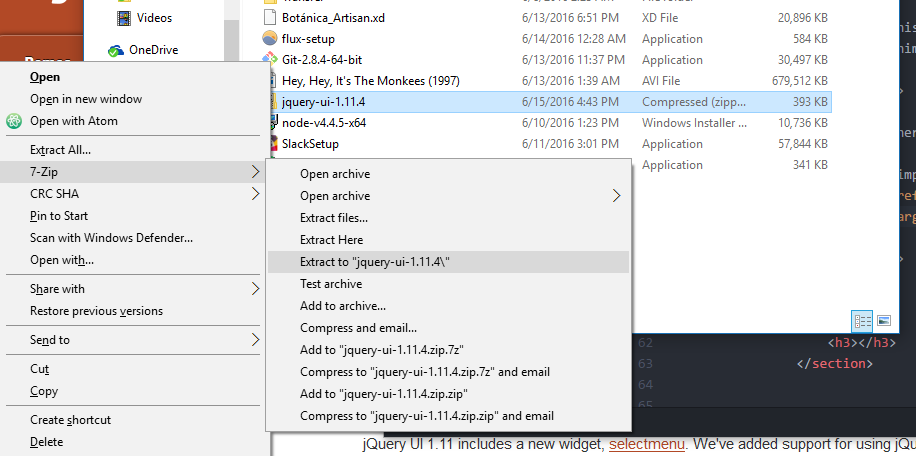 Videos
OneDrive
Botánica_Artisan.xd 6/13/2016 6:51 PM XD File 20,896 KB
flux-setup 6/14/2016 12:28 AM Application 584 KB
Git-2.8.4-64-bit 6/13/2016 11:37 PM Application 30,497 KB
Hey, Hey, It's The Monkees (1997) 6/13/2016 1:39 AM AVI File 679,512 KB
jquery-ui-1.11.4 6/15/2016 4:43 PM Compressed (zipp... 393 KB
node-v4.4.5-x64 6/10/2016 1:23 PM Windows Installer ... 10,736 KB
SlackSetup 6/11/2016 3:01 PM Application 57,844 KB
Application 341 KB
Open
Open in new window
Open with Atom
Extract All...
7-Zip
CRC SHA
Pin to Start
Scan with Windows Defender...
Open with...
Share with
Restore previous versions
Send to
Cut
Copy
Create shortcut
Delete
Open archive
Open archive
Extract files...
Extract Here
Extract to "jquery-ui-1.11.4\"
Test archive
Add to archive...
Compress and email...
Add to "jquery-ui-1.11.4.zip.7z"
Compress to "jquery-ui-1.11.4.zip.7z" and email
Add to "jquery-ui-1.11.4.zip.zip"
Compress to "jquery-ui-1.11.4.zip.zip" and email
62 <h3></h3>
63 </section>
64
65
jQuery UI 1.11 includes a new widget, selectmenu. We've added support for using jQu